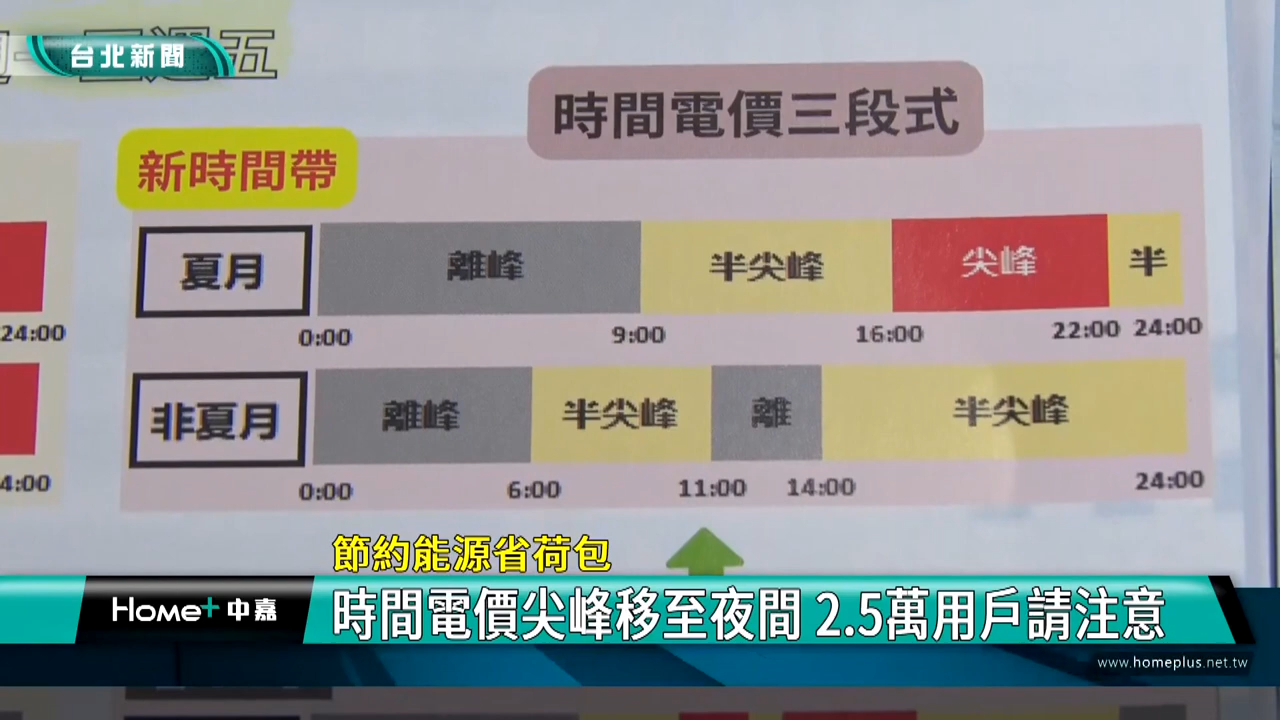 台北新聞
五
時間電價三段式
新時間帶
夏月
離峰
半尖峰
尖峰
半
24:00
0:00
9:00
16:00
22:00
24:00
非夏月
離峰
半尖峰
離
半尖峰
4:00
0:00
6:00
11:00
14:00
24:00
節約能源省荷包
Home+中嘉
時間電價尖峰移至夜間 2.5萬用戶請注意
www.homeplus.net.tw